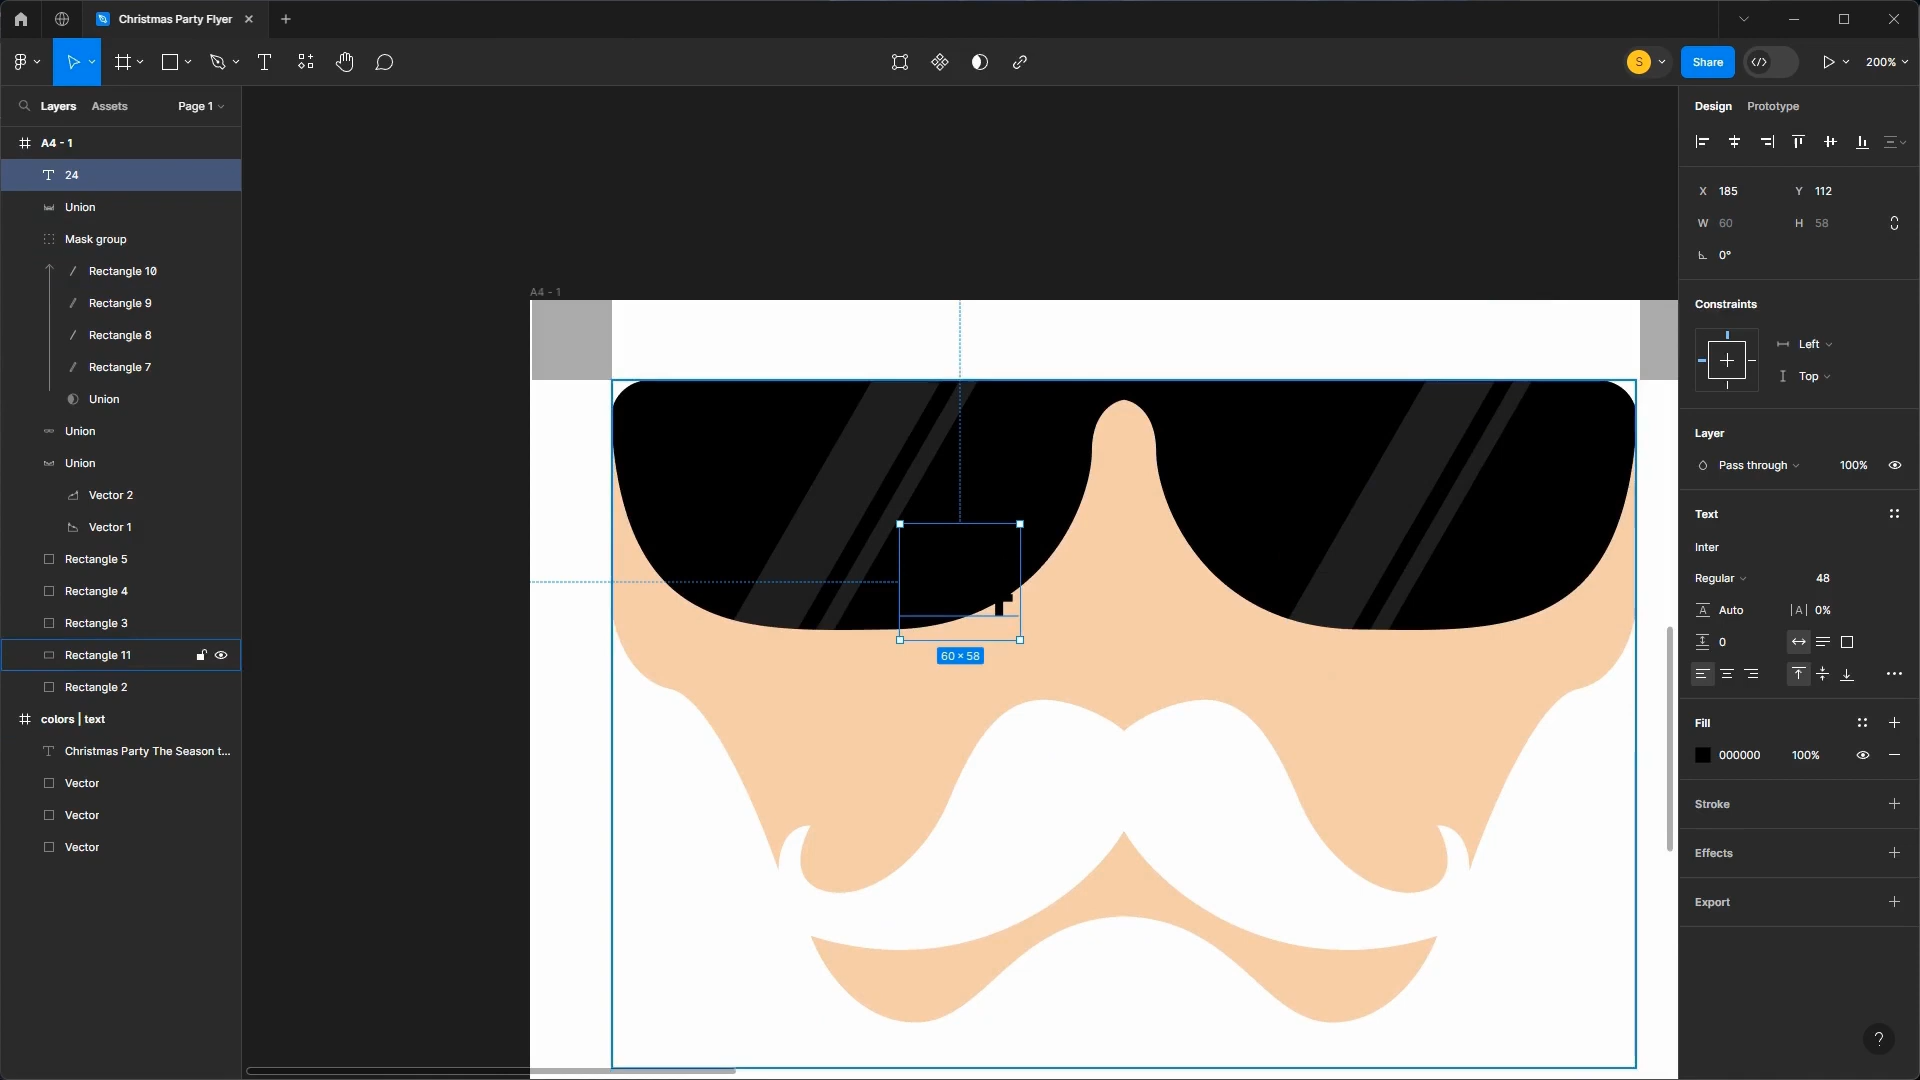 Christmas Party Flyer
S
Share
200%
Layers
Assets
Page 1
Design
Prototype
A4 - 1
24
Union
Mask group
Rectangle 10
Rectangle 9
Rectangle 8
Rectangle 7
Union
Union
Union
Vector 2
Vector 1
Rectangle 5
Rectangle 4
Rectangle 3
Rectangle 11
Rectangle 2
colors | text
Christmas Party The Season t...
Vector
Vector
Vector
A4 - 1
60 × 58
X 185
Y 112
W 60
H 58
0°
Constraints
Left
Top
Layer
Pass through
100%
Text
Inter
Regular
48
A Auto
|A| 0%
0
Fill
000000
100%
Stroke
Effects
Export
?